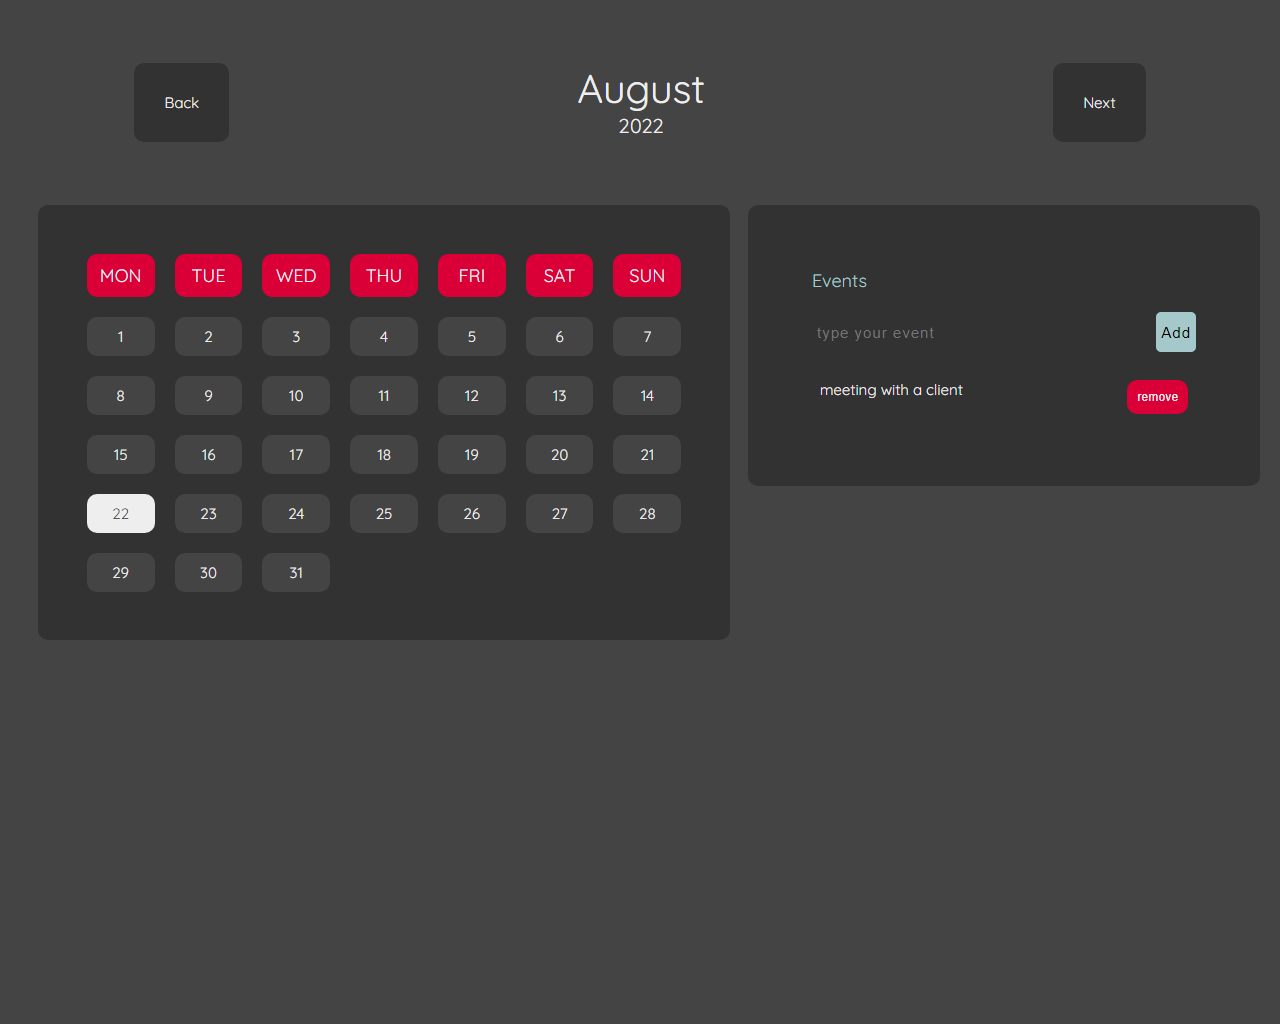 Back
August
2022
Next
MON TUE WED THU FRI SAT SUN
1 2 3 4 5 6 7
8 9 10 11 12 13 14
15 16 17 18 19 20 21
22 23 24 25 26 27 28
29 30 31
Events
type your event
Add
meeting with a client
remove